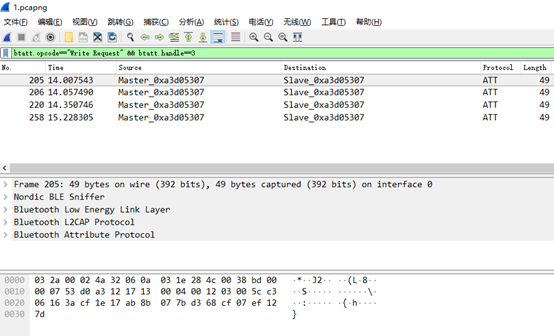 1.pcapng
文件(F) 编辑(E) 视图(V) 跳转(G) 捕获(C) 分析(A) 统计(S) 电话(Y) 无线(W) 工具(T) 帮助(H)
btatt.opcode=="Write Request" && btatt.handle==3
No. Time Source Destination Protocol Length
205 14.007543 Master_0xa3d05307 Slave_0xa3d05307 ATT 49
206 14.057490 Master_0xa3d05307 Slave_0xa3d05307 ATT 49
220 14.350746 Master_0xa3d05307 Slave_0xa3d05307 ATT 49
258 15.228305 Master_0xa3d05307 Slave_0xa3d05307 ATT 49
Frame 205: 49 bytes on wire (392 bits), 49 bytes captured (392 bits) on interface 0
Nordic BLE Sniffer
Bluetooth Low Energy Link Layer
Bluetooth L2CAP Protocol
Bluetooth Attribute Protocol
0000 03 2a 00 02 4a 32 06 0a 03 1e 28 4c 00 38 bd 00 ·*··J2·· ··(L·8··
0010 00 07 53 d0 a3 12 17 13 00 04 00 12 03 00 5c c3 ··S····· ······\·
0020 06 16 3a cf 1e 17 ab 8b 07 7b d3 68 cf 07 ef 12 ··:····· ·{·h····
0030 7d }